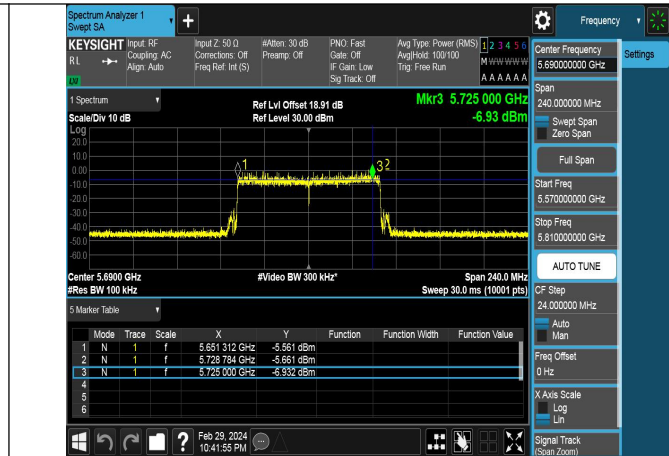 Spectrum Analyzer 1
Swept SA
+
Frequency
KEYSIGHT Input: RF Input Z: 50 Ω #Atten: 30 dB PNO: Fast Avg Type: Power (RMS) 1 2 3 4 5 6
R L Coupling: AC Corrections: Off Preamp: Off Gate: Off Avg|Hold: 100/100 M W W W W W
Align: Auto Freq Ref: Int (S) IF Gain: Low Trig: Free Run
Sig Track: Off A A A A A A
LXI
Center Frequency
5.690000000 GHz
Settings
1 Spectrum
Scale/Div 10 dB
Ref Lvl Offset 18.91 dB
Ref Level 30.00 dBm
Mkr3 5.725 000 GHz
-6.93 dBm
Log
20.0
10.0
0.00
-10.0
-20.0
-30.0
-40.0
-50.0
-60.0
1
3 2
Center 5.6900 GHz #Video BW 300 kHz* Span 240.0 MHz
#Res BW 100 kHz Sweep 30.0 ms (10001 pts)
Span
240.000000 MHz
Swept Span
Zero Span
Full Span
Start Freq
5.570000000 GHz
Stop Freq
5.810000000 GHz
AUTO TUNE
CF Step
24.000000 MHz
Auto
Man
Freq Offset
0 Hz
X Axis Scale
Log
Lin
Signal Track
(Span Zoom)
5 Marker Table
Mode Trace Scale X Y Function Function Width Function Value
1 N 1 f 5.651 312 GHz -5.561 dBm
2 N 1 f 5.728 784 GHz -5.661 dBm
3 N 1 f 5.725 000 GHz -6.932 dBm
4
5
6
? Feb 29, 2024
10:41:55 PM